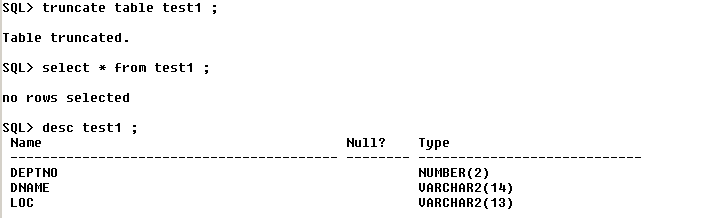 SQL> truncate table test1 ;
Table truncated.
SQL> select * from test1 ;
no rows selected
SQL> desc test1 ;
Name Null? Type
----------------------------------------- -------- ----------------------------
DEPTNO NUMBER(2)
DNAME VARCHAR2(14)
LOC VARCHAR2(13)